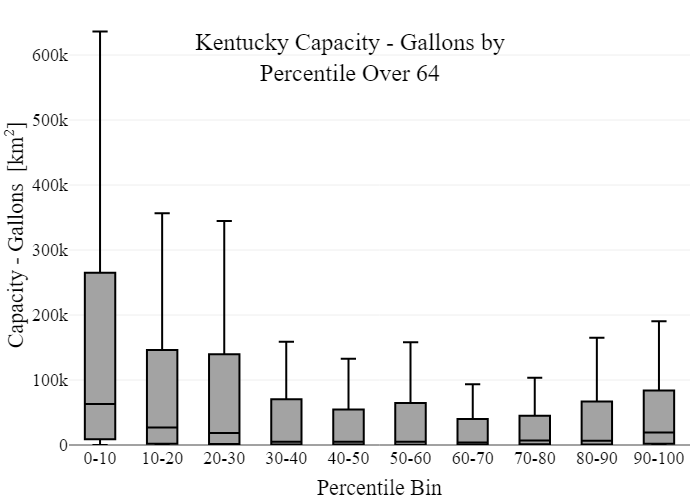 Kentucky Capacity - Gallons by
Percentile Over 64
Capacity - Gallons [km²]
600k
500k
400k
300k
200k
100k
0
0-10 10-20 20-30 30-40 40-50 50-60 60-70 70-80 80-90 90-100
Percentile Bin